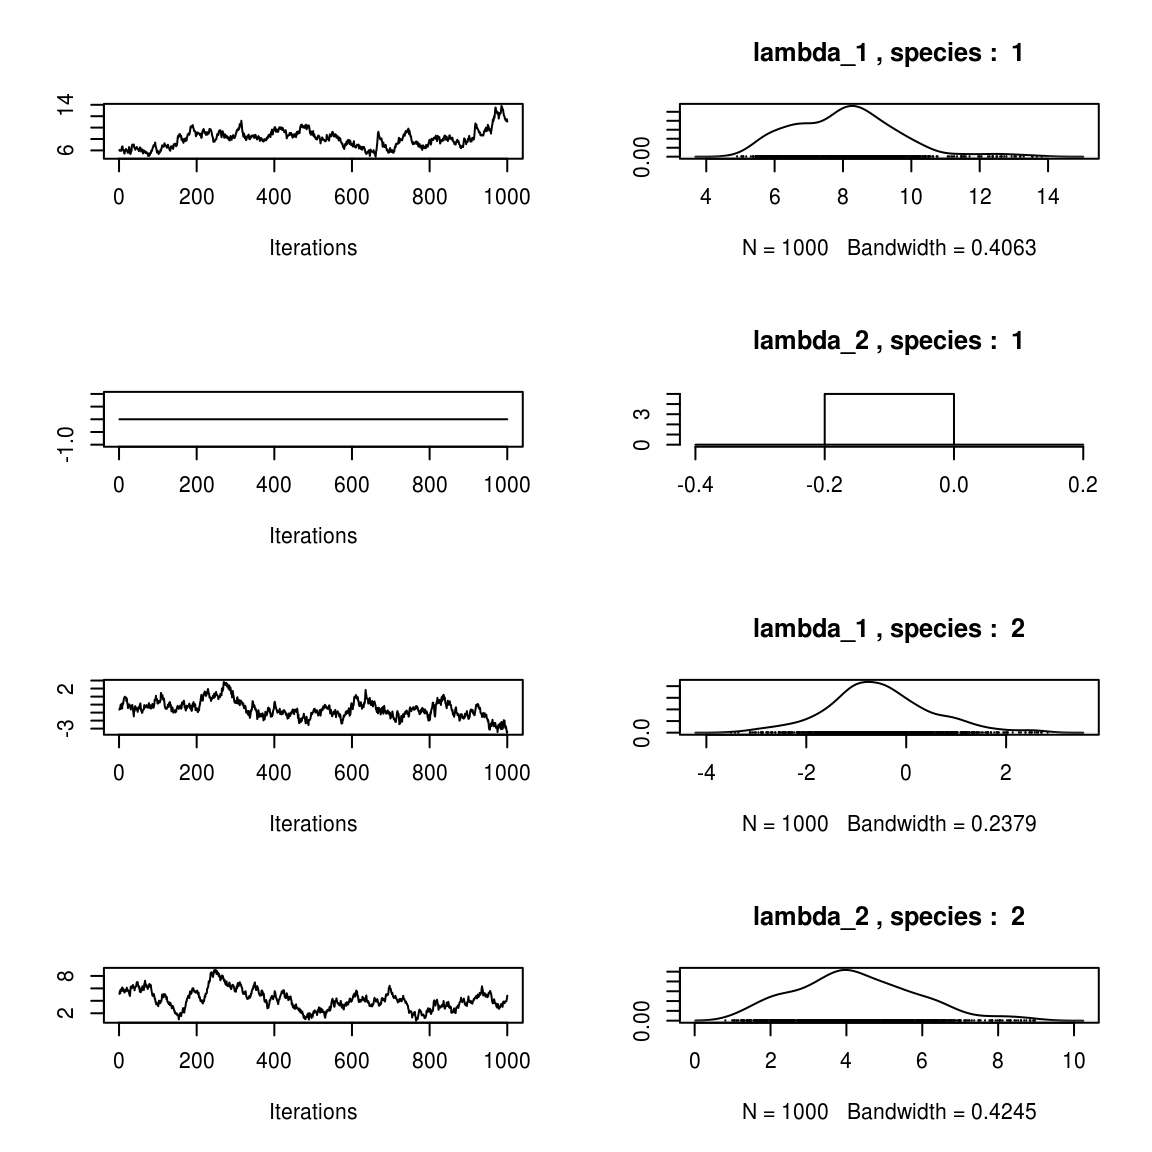 lambda_1 , species : 1
14
6
0 200 400 600 800 1000
Iterations
0.00
4 6 8 10 12 14
N = 1000 Bandwidth = 0.4063
lambda_2 , species : 1
-1.0
0 200 400 600 800 1000
Iterations
3
0
-0.4 -0.2 0.0 0.2
lambda_1 , species : 2
2
-3
0 200 400 600 800 1000
Iterations
0.0
-4 -2 0 2
N = 1000 Bandwidth = 0.2379
lambda_2 , species : 2
8
2
0 200 400 600 800 1000
Iterations
0.00
0 2 4 6 8 10
N = 1000 Bandwidth = 0.4245